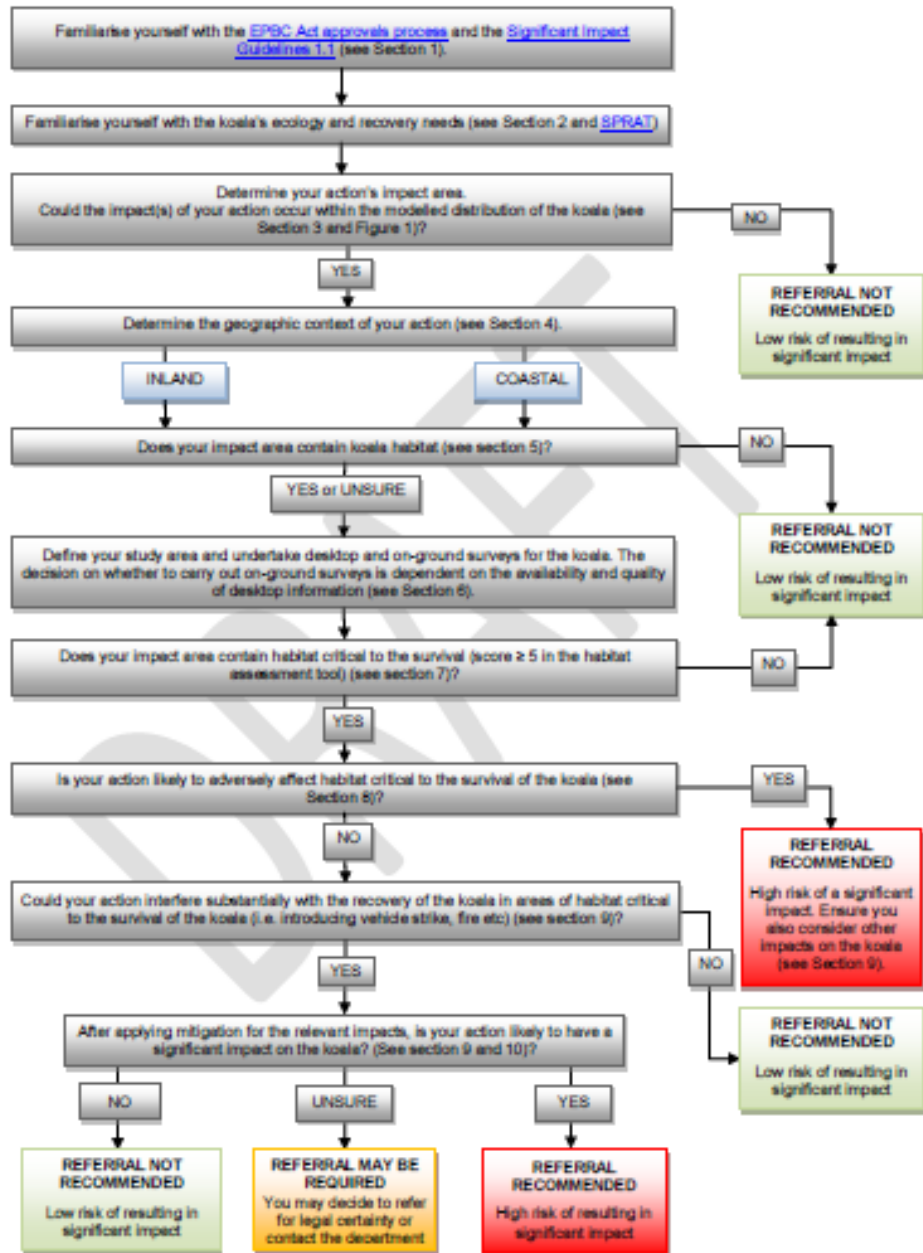 Familiarise yourself with the EPBC Act approvals process and the Significant Impact
Guidelines 1.1 (see Section 1).
Familiarise yourself with the koala's ecology and recovery needs (see Section 2 and SPRAT)
Determine your action's impact area.
Could the impact(s) of your action occur within the modelled distribution of the koala (see
Section 3 and Figure 1)?
NO
YES
REFERRAL NOT
RECOMMENDED
Low risk of resulting in
significant impact
Determine the geographic context of your action (see Section 4).
INLAND
COASTAL
Does your impact area contain koala habitat (see section 5)?
NO
YES or UNSURE
REFERRAL NOT
RECOMMENDED
Low risk of resulting in
significant impact
Define your study area and undertake desktop and on-ground surveys for the koala. The
decision on whether to carry out on-ground surveys is dependent on the availability and quality
of desktop information (see Section 6).
Does your impact area contain habitat critical to the survival (score ≥ 5 in the habitat
assessment tool) (see section 7)?
NO
YES
Is your action likely to adversely affect habitat critical to the survival of the koala (see
Section 8)?
YES
NO
REFERRAL
RECOMMENDED
High risk of a significant
impact. Ensure you
also consider other
impacts on the koala
(see Section 9).
Could your action interfere substantially with the recovery of the koala in areas of habitat critical
to the survival of the koala (i.e. introducing vehicle strike, fire etc) (see section 9)?
NO
YES
REFERRAL NOT
RECOMMENDED
Low risk of resulting in
significant impact
After applying mitigation for the relevant impacts, is your action likely to have a
significant impact on the koala? (See section 9 and 10)?
NO
UNSURE
YES
REFERRAL NOT
RECOMMENDED
Low risk of resulting in
significant impact
REFERRAL MAY BE
REQUIRED
You may decide to refer
for legal certainty or
contact the department
REFERRAL
RECOMMENDED
High risk of resulting in
significant impact
DRAFT